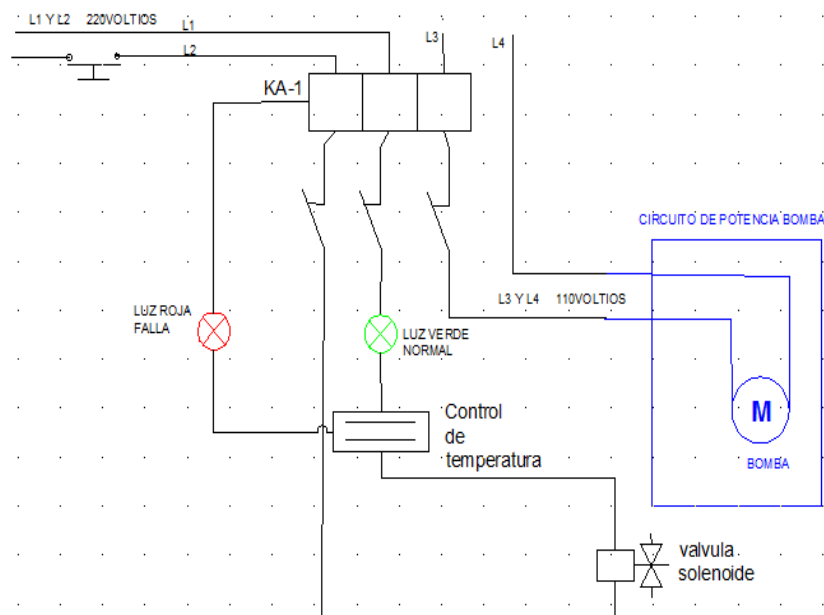 L1 Y L2 220VOLTIOS
L1
L2
L3
L4
KA-1
CIRCUITO DE POTENCIA BOMBA
L3 Y L4 110VOLTIOS
LUZ ROJA
FALLA
LUZ VERDE
NORMAL
M
BOMBA
Control
de
temperatura
valvula
solenoide